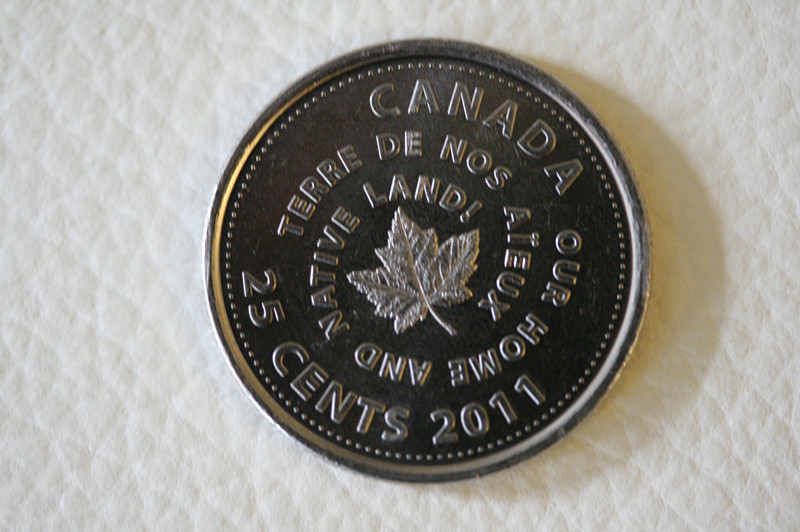 CANADA
TERRE DE NOS AÏEUX
OUR HOME AND NATIVE LAND!
25 CENTS 2011